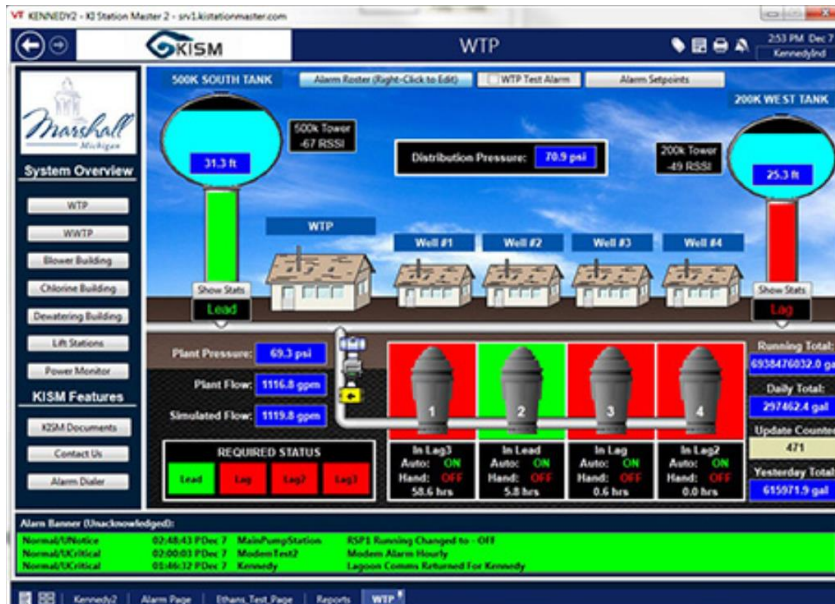 VT KENNEDY2 - KI Station Master 2 - srv1.kistationmaster.com
KISM
WTP
2:53 PM Dec 7
KennedyInd
Marshall
Michigan
System Overview
WTP
WWTP
Blower Building
Chlorine Building
Dewatering Building
Lift Stations
Power Monitor
KISM Features
KISM Documents
Contact Us
Alarm Dialer
500K SOUTH TANK
Alarm Roster (Right-Click to Edit)
WTP Test Alarm
Alarm Setpoints
200K WEST TANK
500k Tower
-67 RSSI
31.3 ft
Distribution Pressure: 70.9 psi
200k Tower
-49 RSSI
25.3 ft
WTP
Well #1
Well #2
Well #3
Well #4
Show Stats
Lead
Show Stats
Lag
Plant Pressure: 69.3 psi
Plant Flow: 1116.8 gpm
Simulated Flow: 1119.8 gpm
REQUIRED STATUS
Lead Lag Lag2 Lag3
1
2
3
4
In Lag3
Auto: ON
Hand: OFF
58.6 hrs
In Lead
Auto: ON
Hand: OFF
5.8 hrs
In Lag
Auto: ON
Hand: OFF
0.6 hrs
In Lag2
Auto: ON
Hand: OFF
0.0 hrs
Running Total:
6938476032.0 ga
Daily Total:
297462.4 gal
Update Counter
471
Yesterday Total:
615971.9 gal
Alarm Banner (Unacknowledged):
Normal/UNotice 02:48:43 PDec 7 MainPumpStation RSP1 Running Changed to - OFF
Normal/UCritical 02:00:03 PDec 7 ModemTest2 Modem Alarm Hourly
Normal/UCritical 01:46:32 PDec 7 Kennedy Lagoon Comms Returned For Kennedy
Kennedy2 Alarm Page Ethans_Test_Page Reports WTP